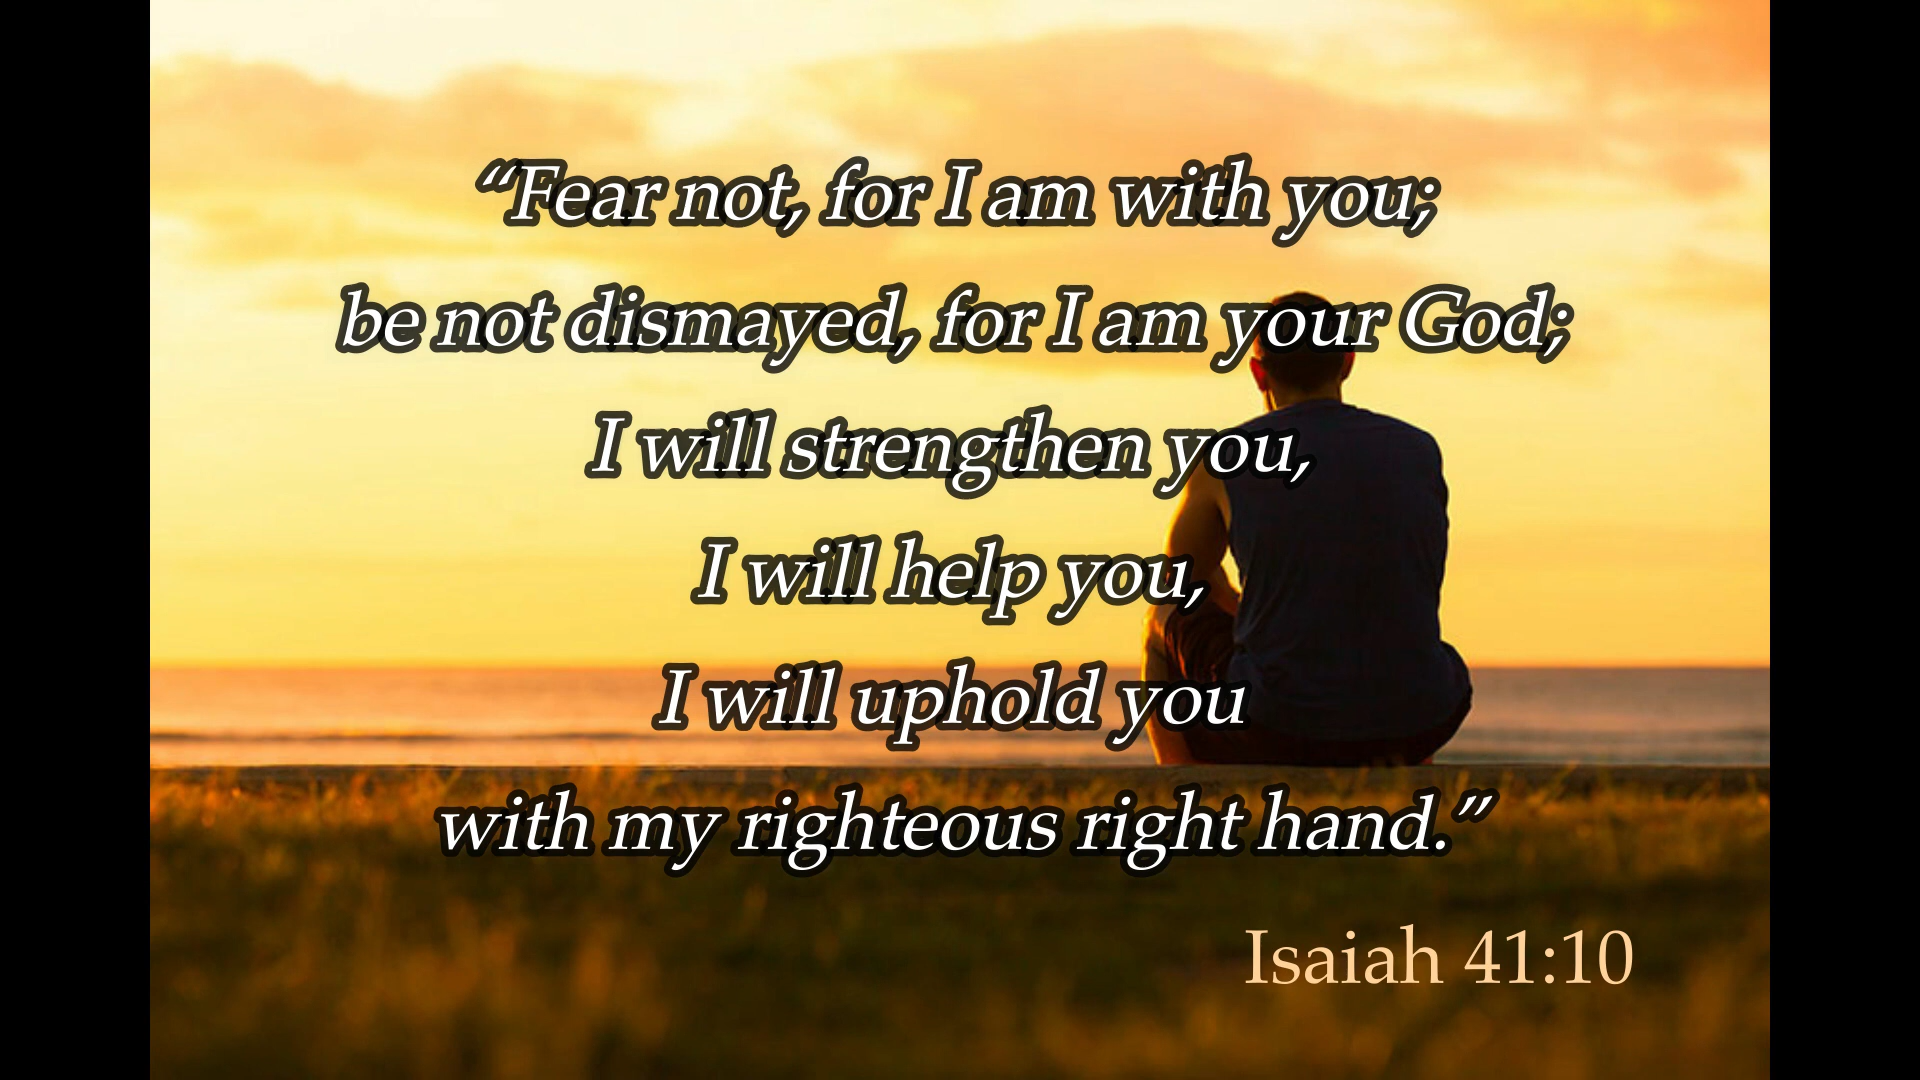 “Fear not, for I am with you;
be not dismayed, for I am your God;
I will strengthen you,
I will help you,
I will uphold you
with my righteous right hand.”
Isaiah 41:10